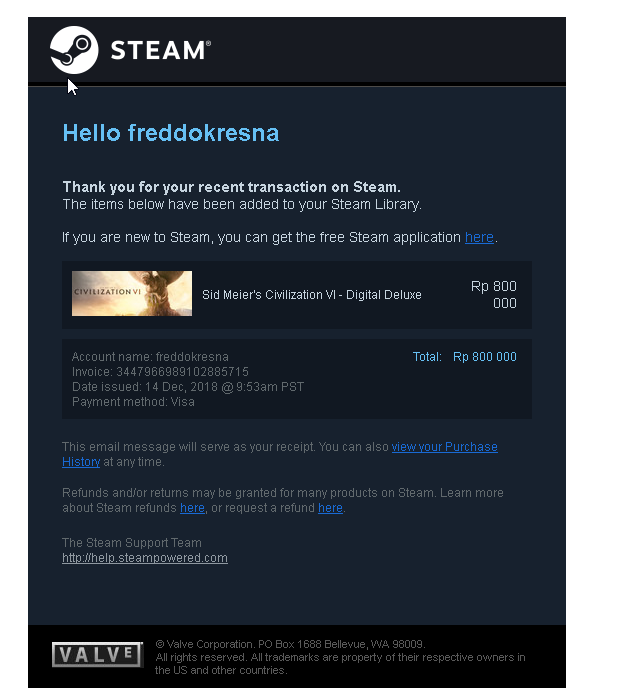 STEAM®
Hello freddokresna
Thank you for your recent transaction on Steam.
The items below have been added to your Steam Library.
If you are new to Steam, you can get the free Steam application here.
CIVILIZATION VI
Sid Meier's Civilization VI - Digital Deluxe
Rp 800
000
Account name: freddokresna
Total: Rp 800 000
Invoice: 3447966989102885715
Date issued: 14 Dec, 2018 @ 9:53am PST
Payment method: Visa
This email message will serve as your receipt. You can also view your Purchase
History at any time.
Refunds and/or returns may be granted for many products on Steam. Learn more
about Steam refunds here, or request a refund here.
The Steam Support Team
http://help.steampowered.com
VALVE
© Valve Corporation. PO Box 1688 Bellevue, WA 98009.
All rights reserved. All trademarks are property of their respective owners in
the US and other countries.